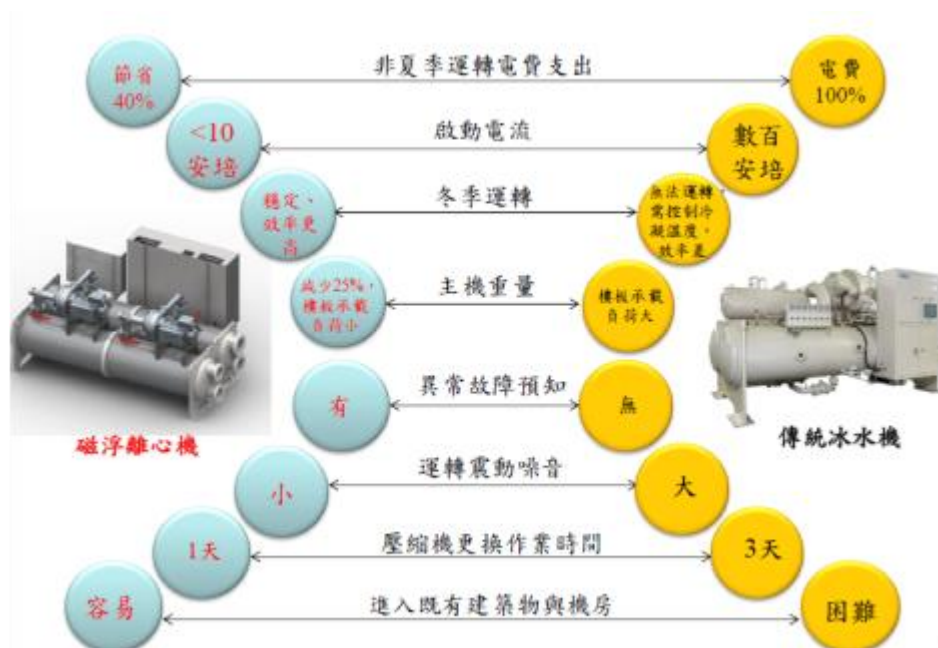 節省
40%
非夏季運轉電費支出
電費
100%
<10
安培
啟動電流
數百
安培
穩定、
效率更
高
冬季運轉
無法運轉,
需控制冷
凝溫度,
效率差
減少25%,
樓板承載
負荷小
主機重量
樓板承載
負荷大
有
異常故障預知
無
磁浮離心機
傳統冰水機
小
運轉震動噪音
大
1天
壓縮機更換作業時間
3天
容易
進入既有建築物與機房
困難